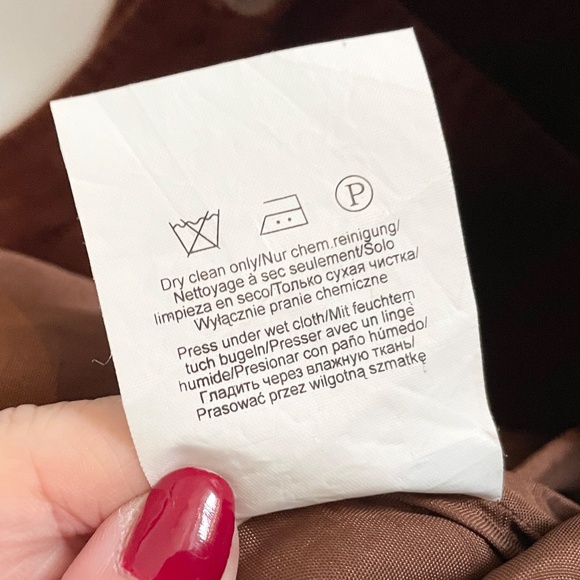 P
Dry clean only/Nur chem.reinigung/
Nettoyage à sec seulement/Solo
limpieza en seco/Только сухая чистка/
Wyłącznie pranie chemiczne
Press under wet cloth/Mit feuchtem
tuch bugeln/Presser avec un linge
humide/Presionar con paño húmedo/
Гладить через влажную ткань/
Prasować przez wilgotną szmatkę